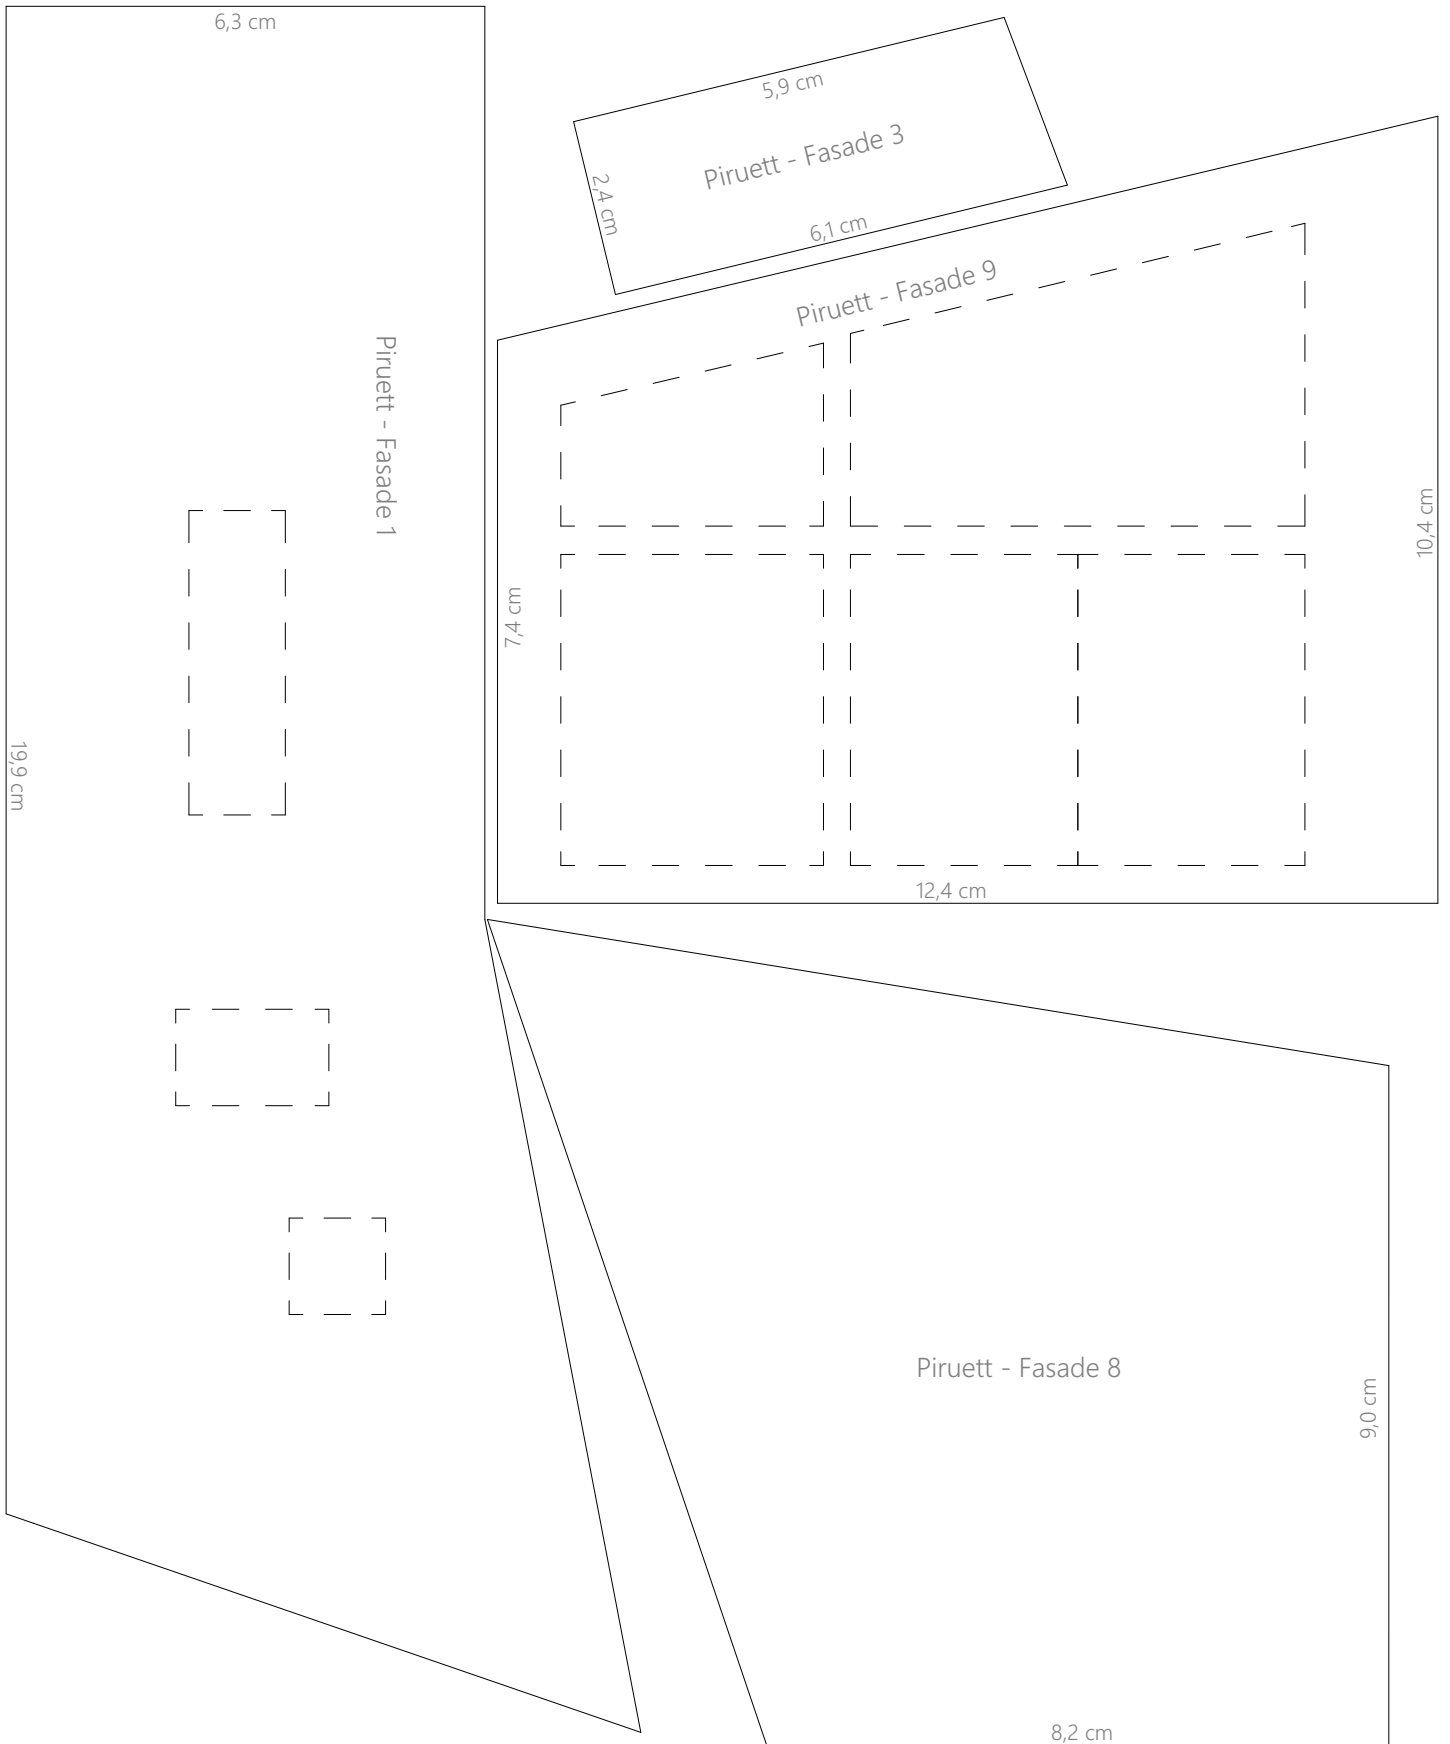 6,3 cm
5,9 cm
Piruett - Fasade 3
2,4 cm
6,1 cm
Piruett - Fasade 9
Piruett - Fasade 1
10,4 cm
7,4 cm
19,9 cm
12,4 cm
Piruett - Fasade 8
9,0 cm
8,2 cm